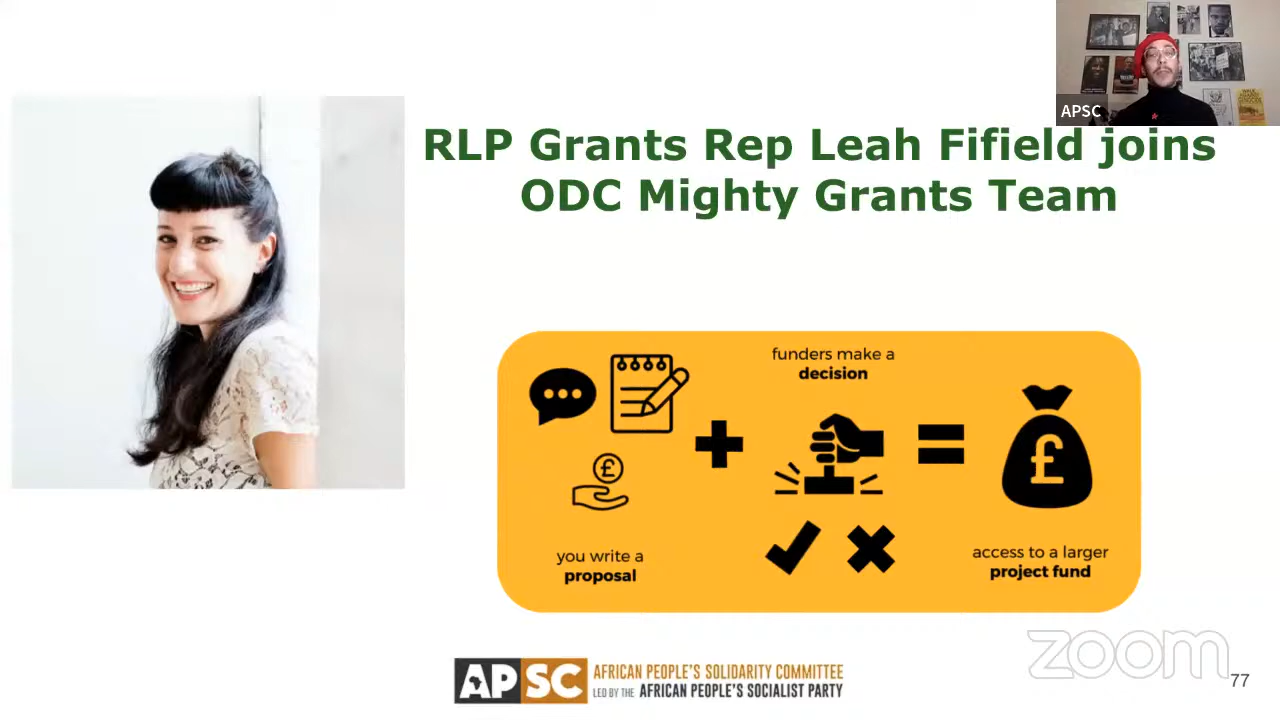 APSC
RLP Grants Rep Leah Fifield joins
ODC Mighty Grants Team
funders make a
decision
£
£
you write a
proposal
access to a larger
project fund
APSC
AFRICAN PEOPLE'S SOLIDARITY COMMITTEE
LED BY THE AFRICAN PEOPLE'S SOCIALIST PARTY
zoom
77